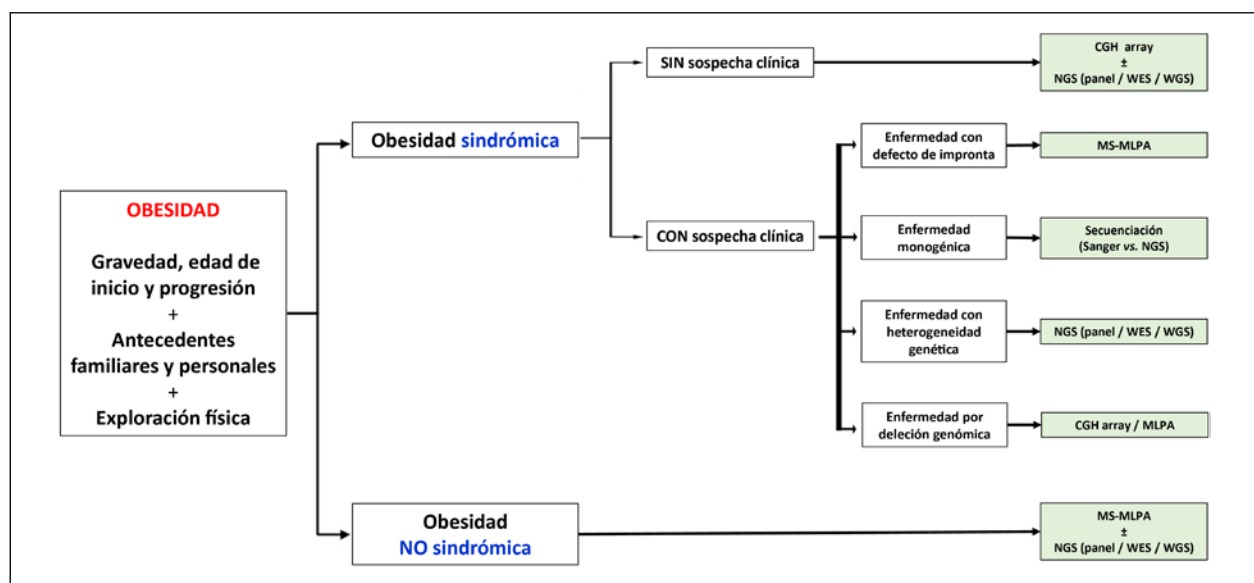 OBESIDAD
Gravedad, edad de
inicio y progresión
+
Antecedentes
familiares y personales
+
Exploración física
Obesidad sindrómica
SIN sospecha clínica
CGH array
±
NGS (panel / WES / WGS)
CON sospecha clínica
Enfermedad con
defecto de impronta
MS-MLPA
Enfermedad
monogénica
Secuenciación
(Sanger vs. NGS)
Enfermedad con
heterogeneidad
genética
NGS (panel / WES / WGS)
Enfermedad por
deleción genómica
CGH array / MLPA
Obesidad
NO sindrómica
MS-MLPA
±
NGS (panel / WES / WGS)